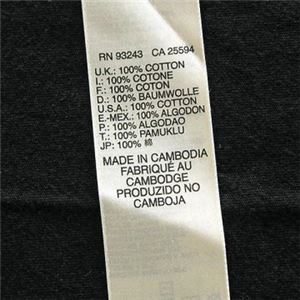 RN 93243 CA 25594
U.K.: 100% COTTON
I.: 100% COTONE
F.: 100% COTON
D.: 100% BAUMWOLLE
U.S.A.: 100% COTTON
E.-MEX.: 100% ALGODON
P.: 100% ALGODAO
T.: 100% PAMUKLU
JP: 100% 綿
MADE IN CAMBODIA
FABRIQUÉ AU
CAMBODGE
PRODUZIDO NO
CAMBOJA